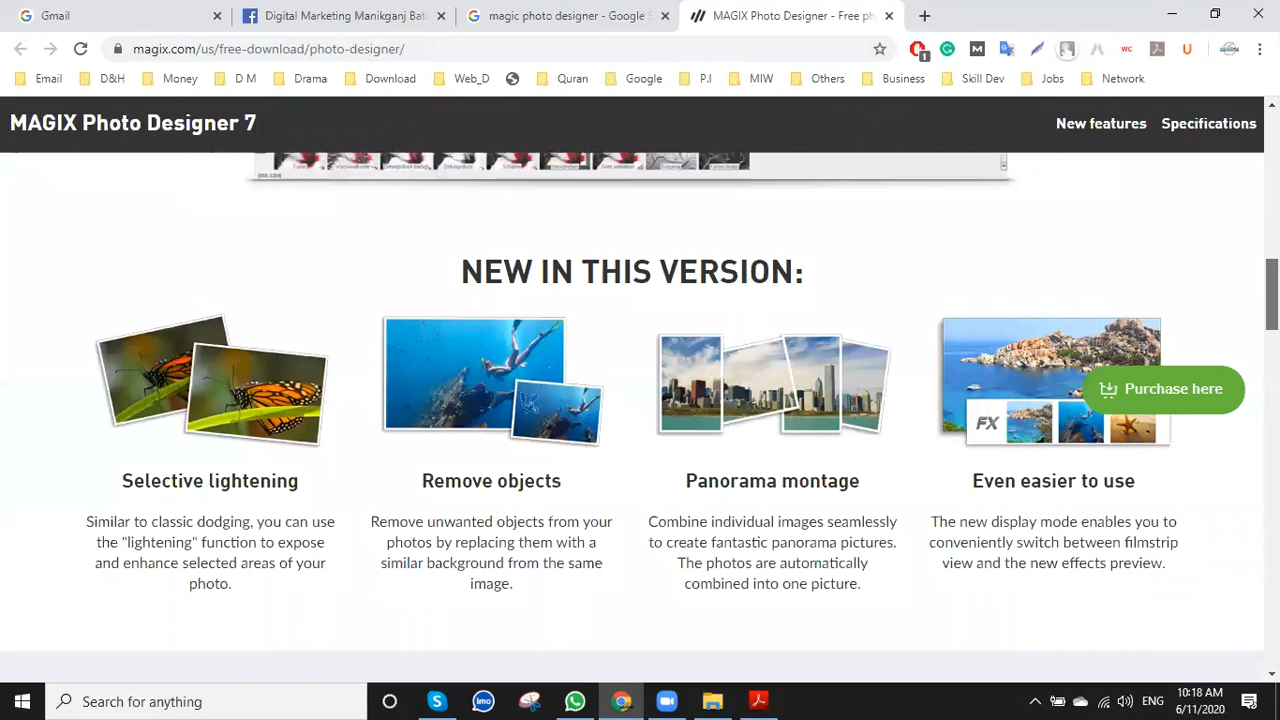 Gmail
Digital Marketing Manikganj Bat
magic photo designer - Google S
MAGIX Photo Designer - Free ph
magix.com/us/free-download/photo-designer/
1
M
WC
U
Email
D&H
Money
D M
Drama
Download
Web_D
Quran
Google
P.I
MIW
Others
Business
Skill Dev
Jobs
Network
MAGIX Photo Designer 7
New features
Specifications
NEW IN THIS VERSION:
Purchase here
FX
Selective lightening
Similar to classic dodging, you can use
the "lightening" function to expose
and enhance selected areas of your
photo.
Remove objects
Remove unwanted objects from your
photos by replacing them with a
similar background from the same
image.
Panorama montage
Combine individual images seamlessly
to create fantastic panorama pictures.
The photos are automatically
combined into one picture.
Even easier to use
The new display mode enables you to
conveniently switch between filmstrip
view and the new effects preview.
Search for anything
imo
ENG
10:18 AM
6/11/2020